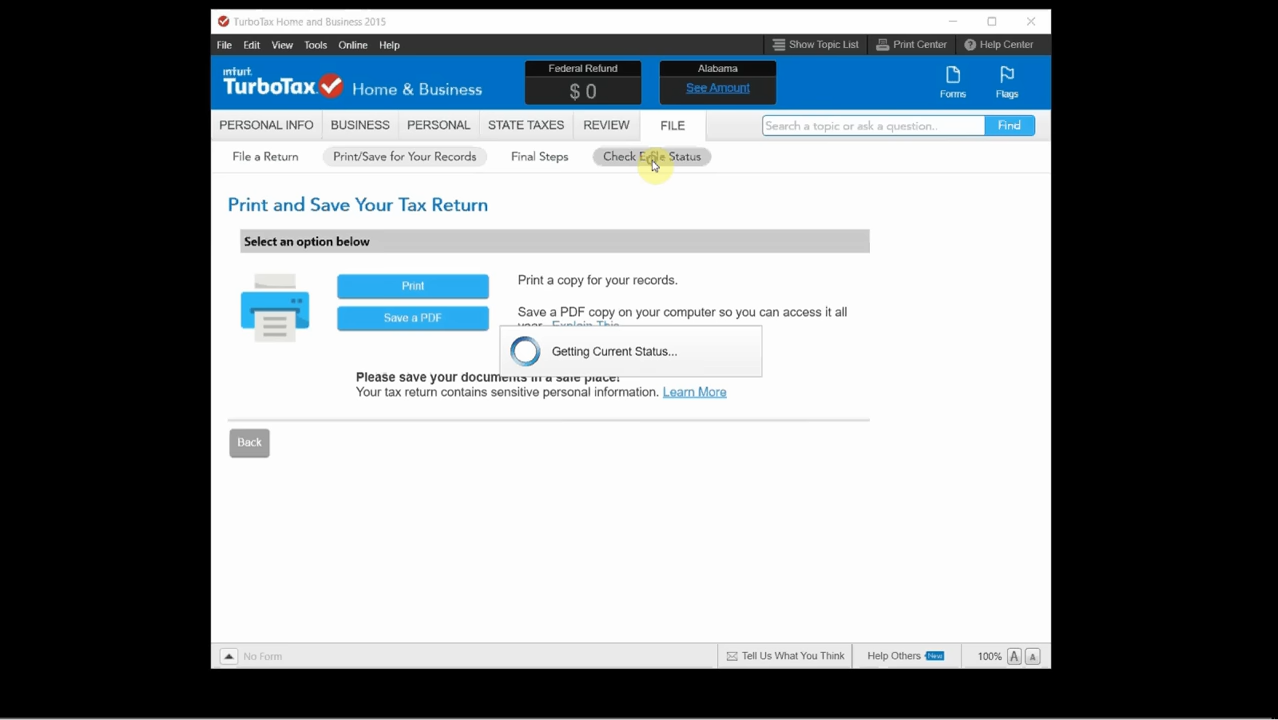 TurboTax Home and Business 2015
File Edit View Tools Online Help
Show Topic List Print Center Help Center
intuit
TurboTax Home & Business
Federal Refund
$ 0
Alabama
See Amount
Forms
Flags
PERSONAL INFO BUSINESS PERSONAL STATE TAXES REVIEW FILE
Search a topic or ask a question.. Find
File a Return Print/Save for Your Records Final Steps Check E-file Status
Print and Save Your Tax Return
Select an option below
Print
Print a copy for your records.
Save a PDF
Save a PDF copy on your computer so you can access it all
year. Explain This
Getting Current Status...
Please save your documents in a safe place!
Your tax return contains sensitive personal information. Learn More
Back
No Form
Tell Us What You Think Help Others New 100% A A